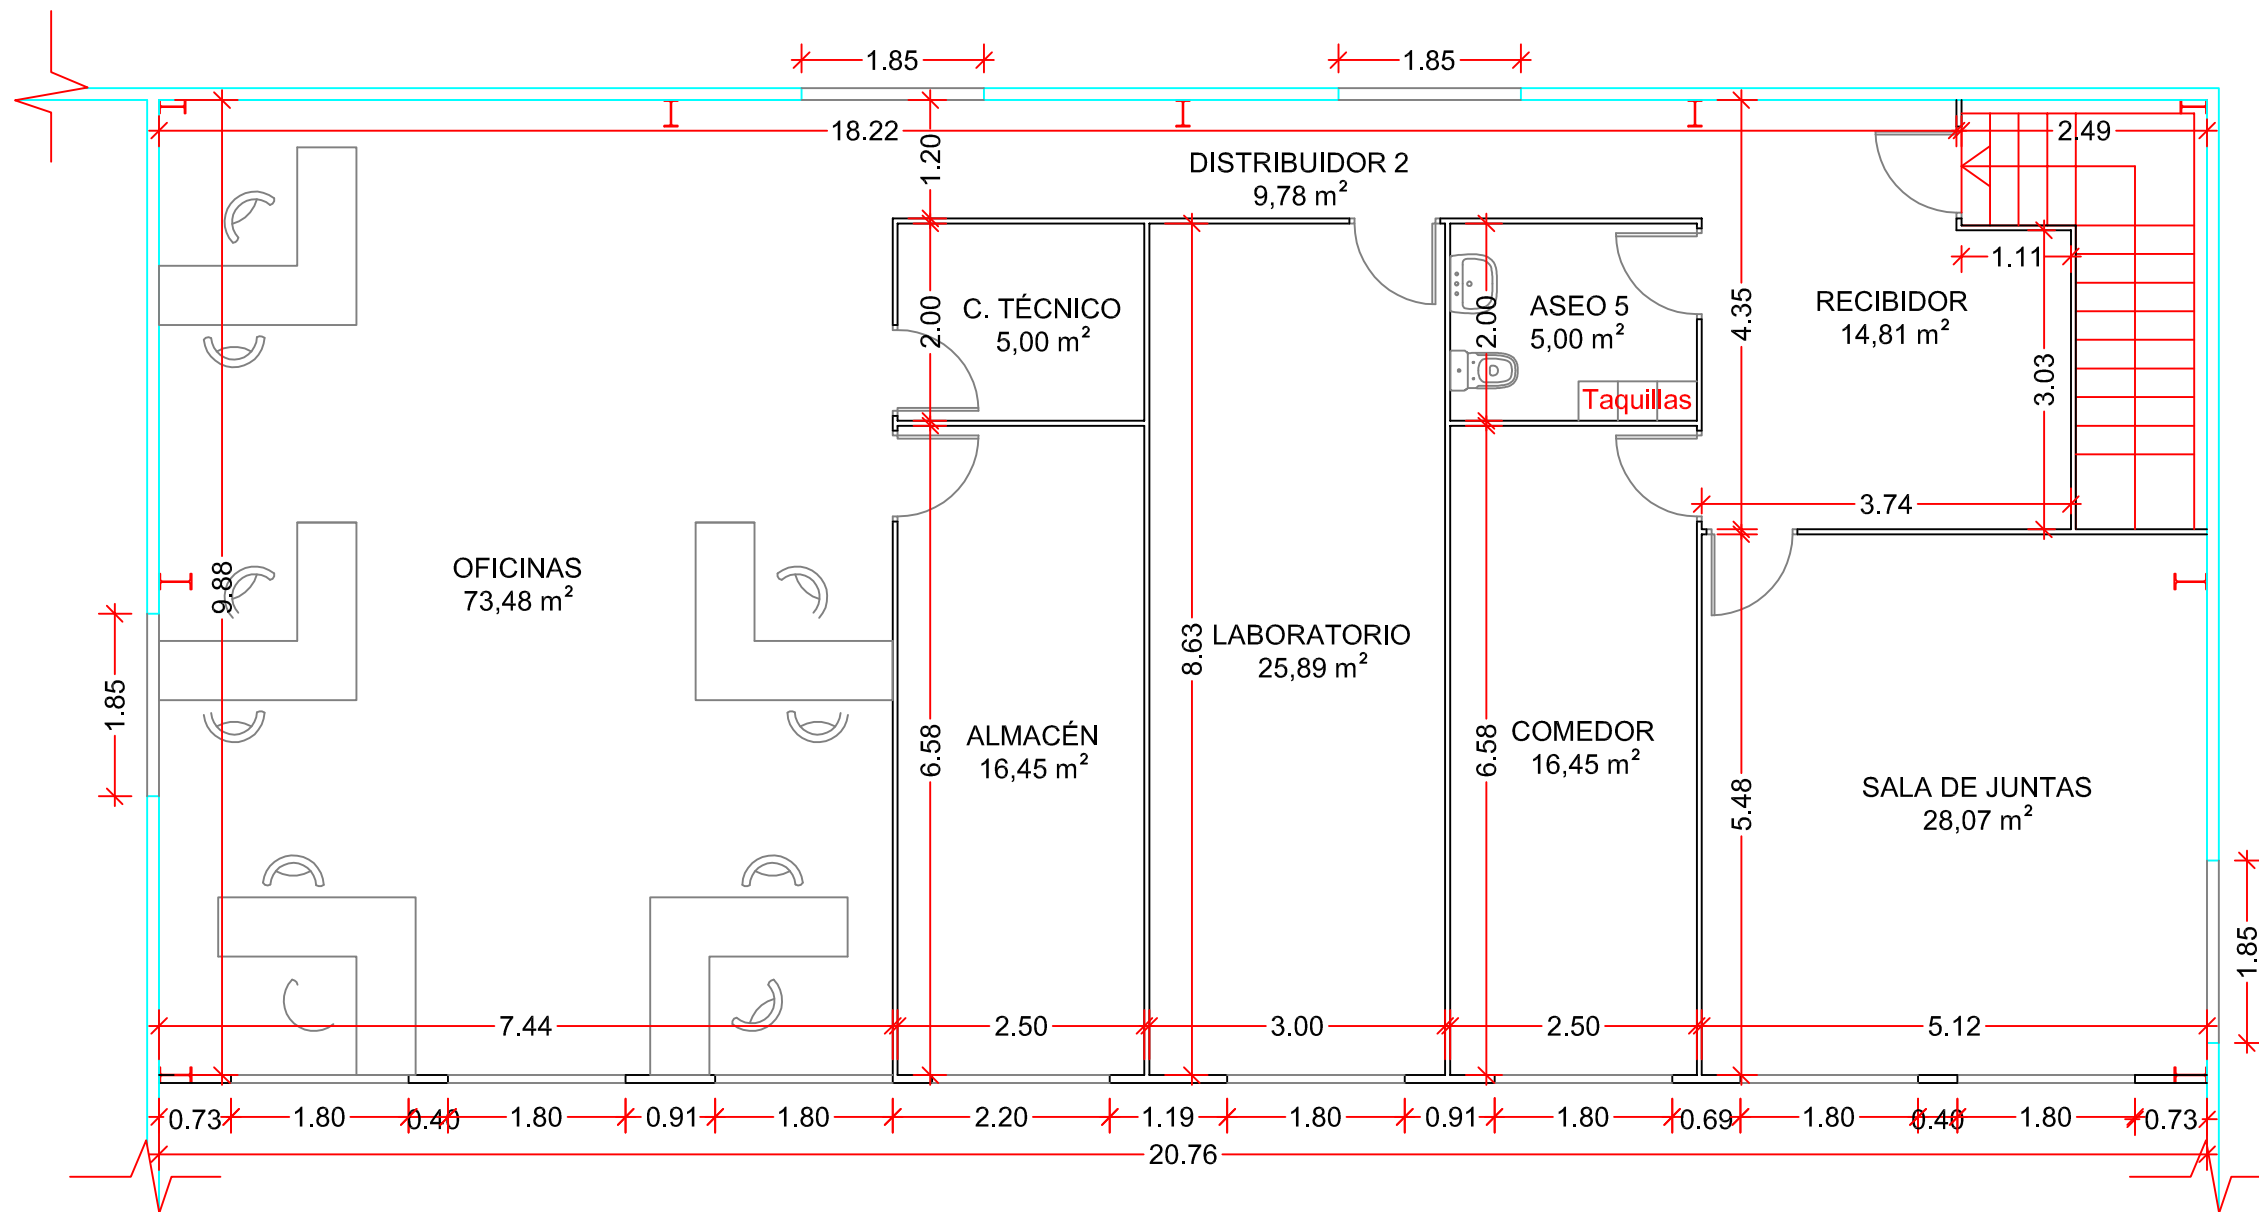 1.85
1.85
18.22
2.49
1.20
DISTRIBUIDOR 2
9,78 m²
1.11
C. TÉCNICO
5,00 m²
2.00
2.00
ASEO 5
5,00 m²
Taquillas
4.35
RECIBIDOR
14,81 m²
3.03
3.74
9.88
OFICINAS
73,48 m²
1.85
8.63
LABORATORIO
25,89 m²
6.58
ALMACÉN
16,45 m²
6.58
COMEDOR
16,45 m²
5.48
SALA DE JUNTAS
28,07 m²
1.85
7.44
2.50
3.00
2.50
5.12
0.73
1.80
0.40
1.80
0.91
1.80
2.20
1.19
1.80
0.91
1.80
0.69
1.80
0.40
1.80
0.73
20.76